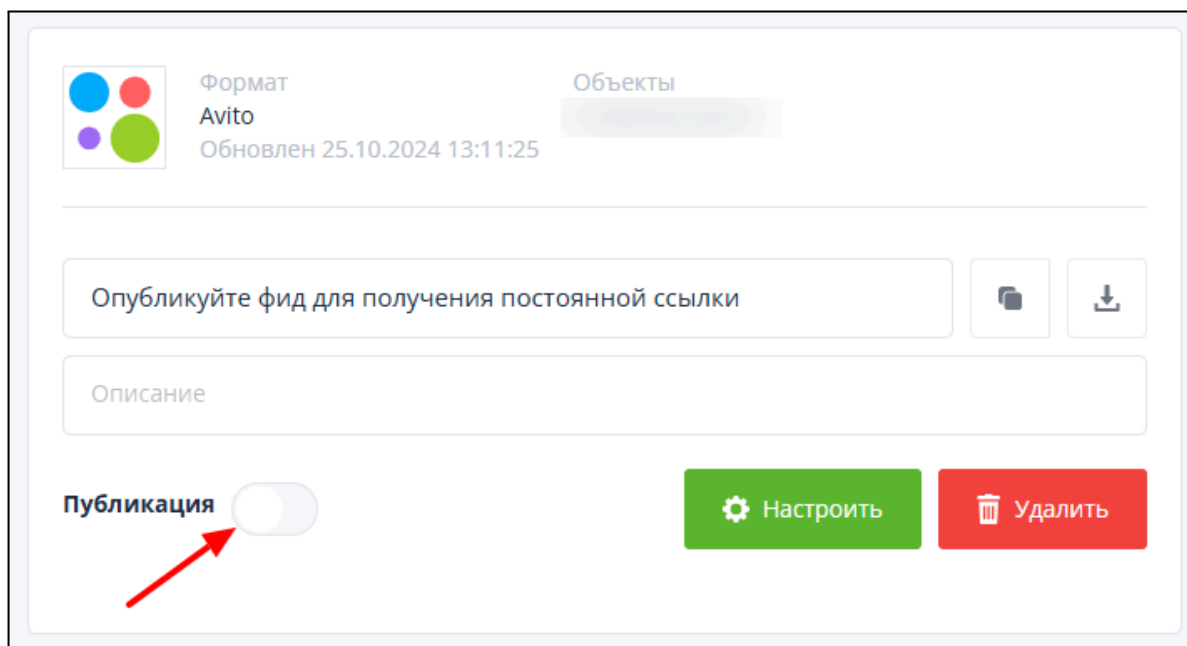 Формат
Avito
Обновлен 25.10.2024 13:11:25
Объекты
Опубликуйте фид для получения постоянной ссылки
Описание
Публикация
Настроить
Удалить